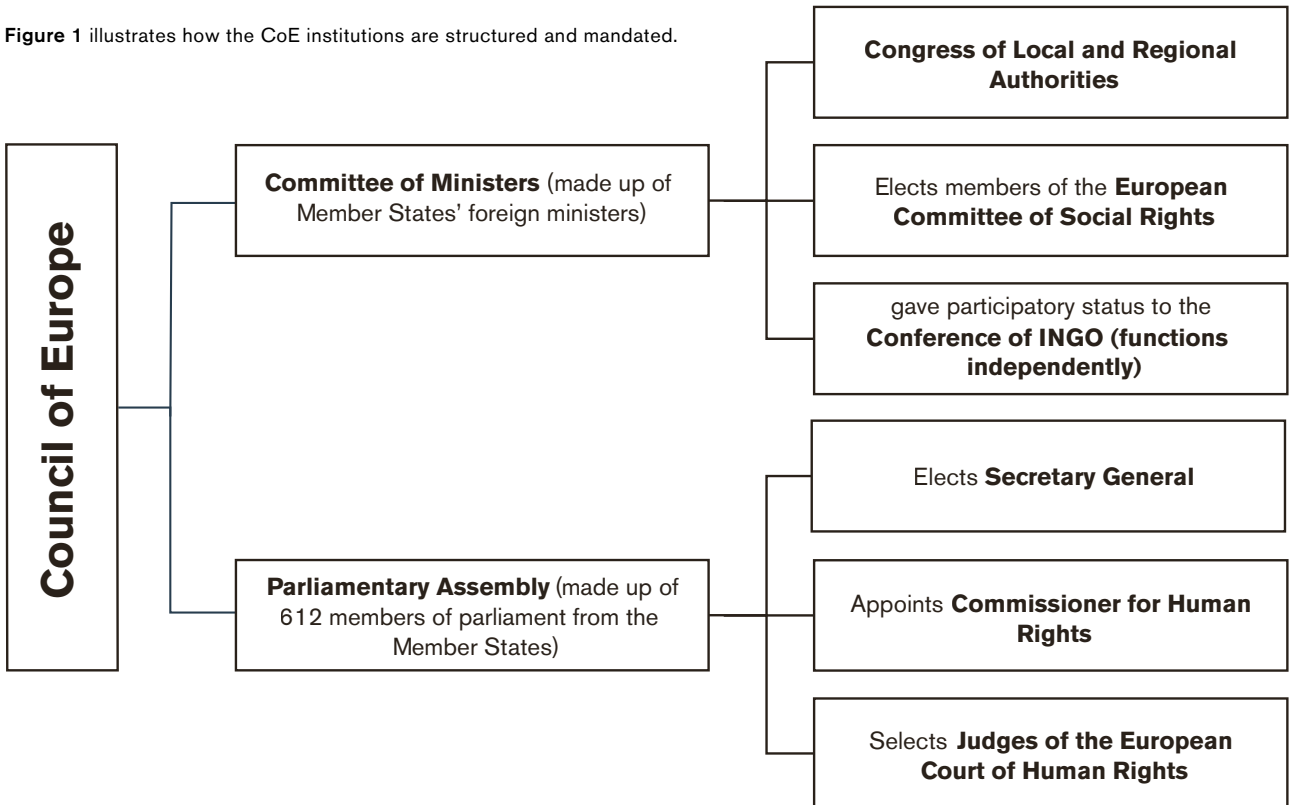 Figure 1 illustrates how the CoE institutions are structured and mandated.
Council of Europe
Committee of Ministers (made up of
Member States' foreign ministers)
Congress of Local and Regional
Authorities
Elects members of the European
Committee of Social Rights
gave participatory status to the
Conference of INGO (functions
independently)
Parliamentary Assembly (made up of
612 members of parliament from the
Member States)
Elects Secretary General
Appoints Commissioner for Human
Rights
Selects Judges of the European
Court of Human Rights